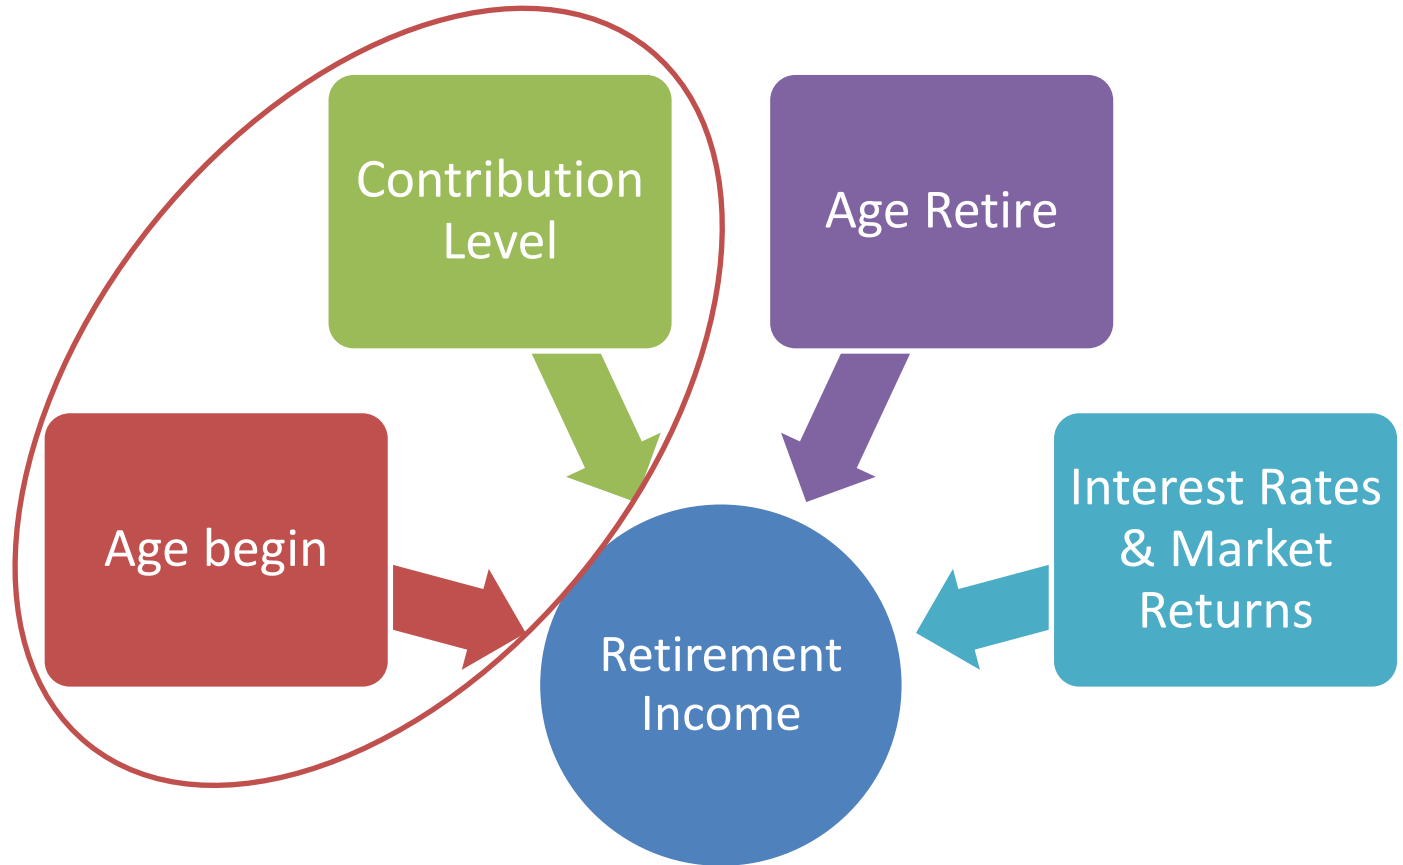 Contribution
Level
Age Retire
Age begin
Interest Rates
& Market
Returns
Retirement
Income